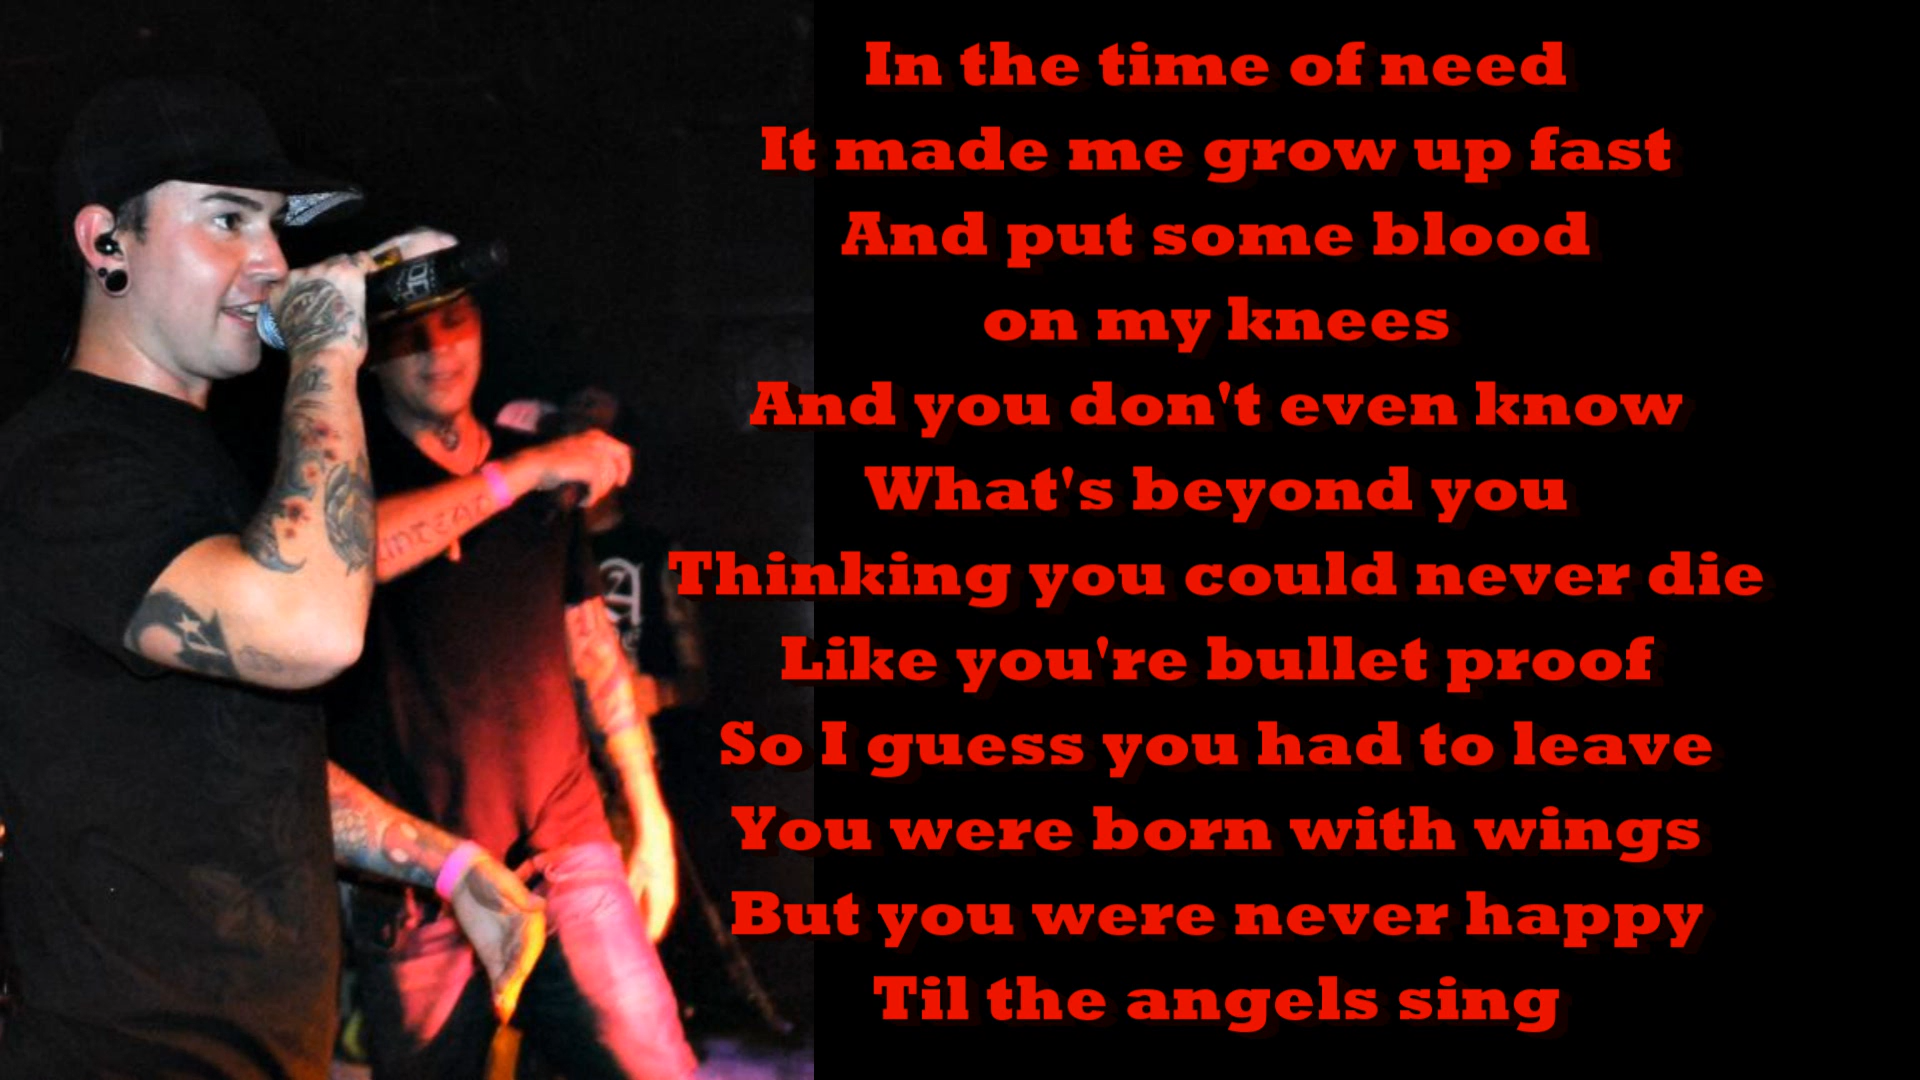 In the time of need
It made me grow up fast
And put some blood
on my knees
And you don't even know
What's beyond you
Thinking you could never die
Like you're bullet proof
So I guess you had to leave
You were born with wings
But you were never happy
Til the angels sing
A